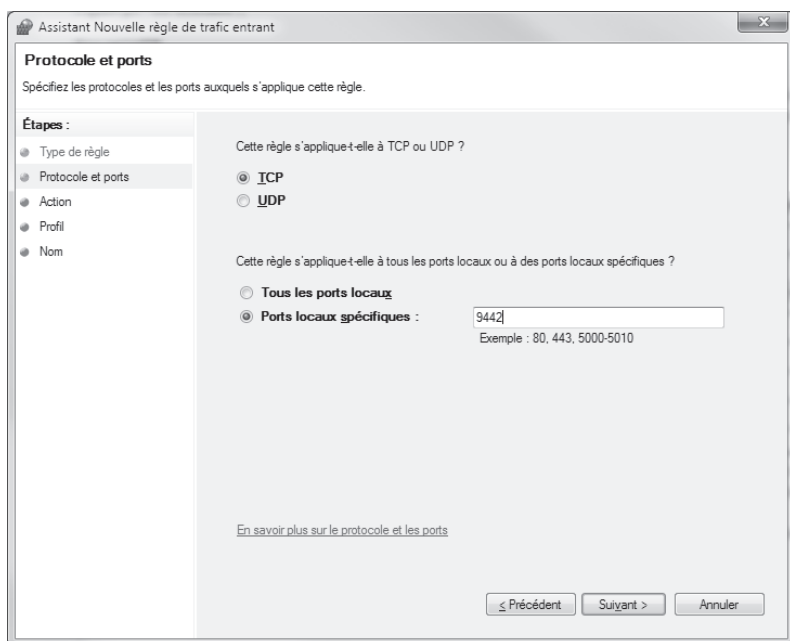 Assistant Nouvelle règle de trafic entrant
Protocole et ports
Spécifiez les protocoles et les ports auxquels s'applique cette règle.
Étapes :
Type de règle
Protocole et ports
Action
Profil
Nom
Cette règle s'applique-t-elle à TCP ou UDP ?
TCP
UDP
Cette règle s'applique-t-elle à tous les ports locaux ou à des ports locaux spécifiques ?
Tous les ports locaux
Ports locaux spécifiques : 9442
Exemple : 80, 443, 5000-5010
En savoir plus sur le protocole et les ports
< Précédent Suivant > Annuler